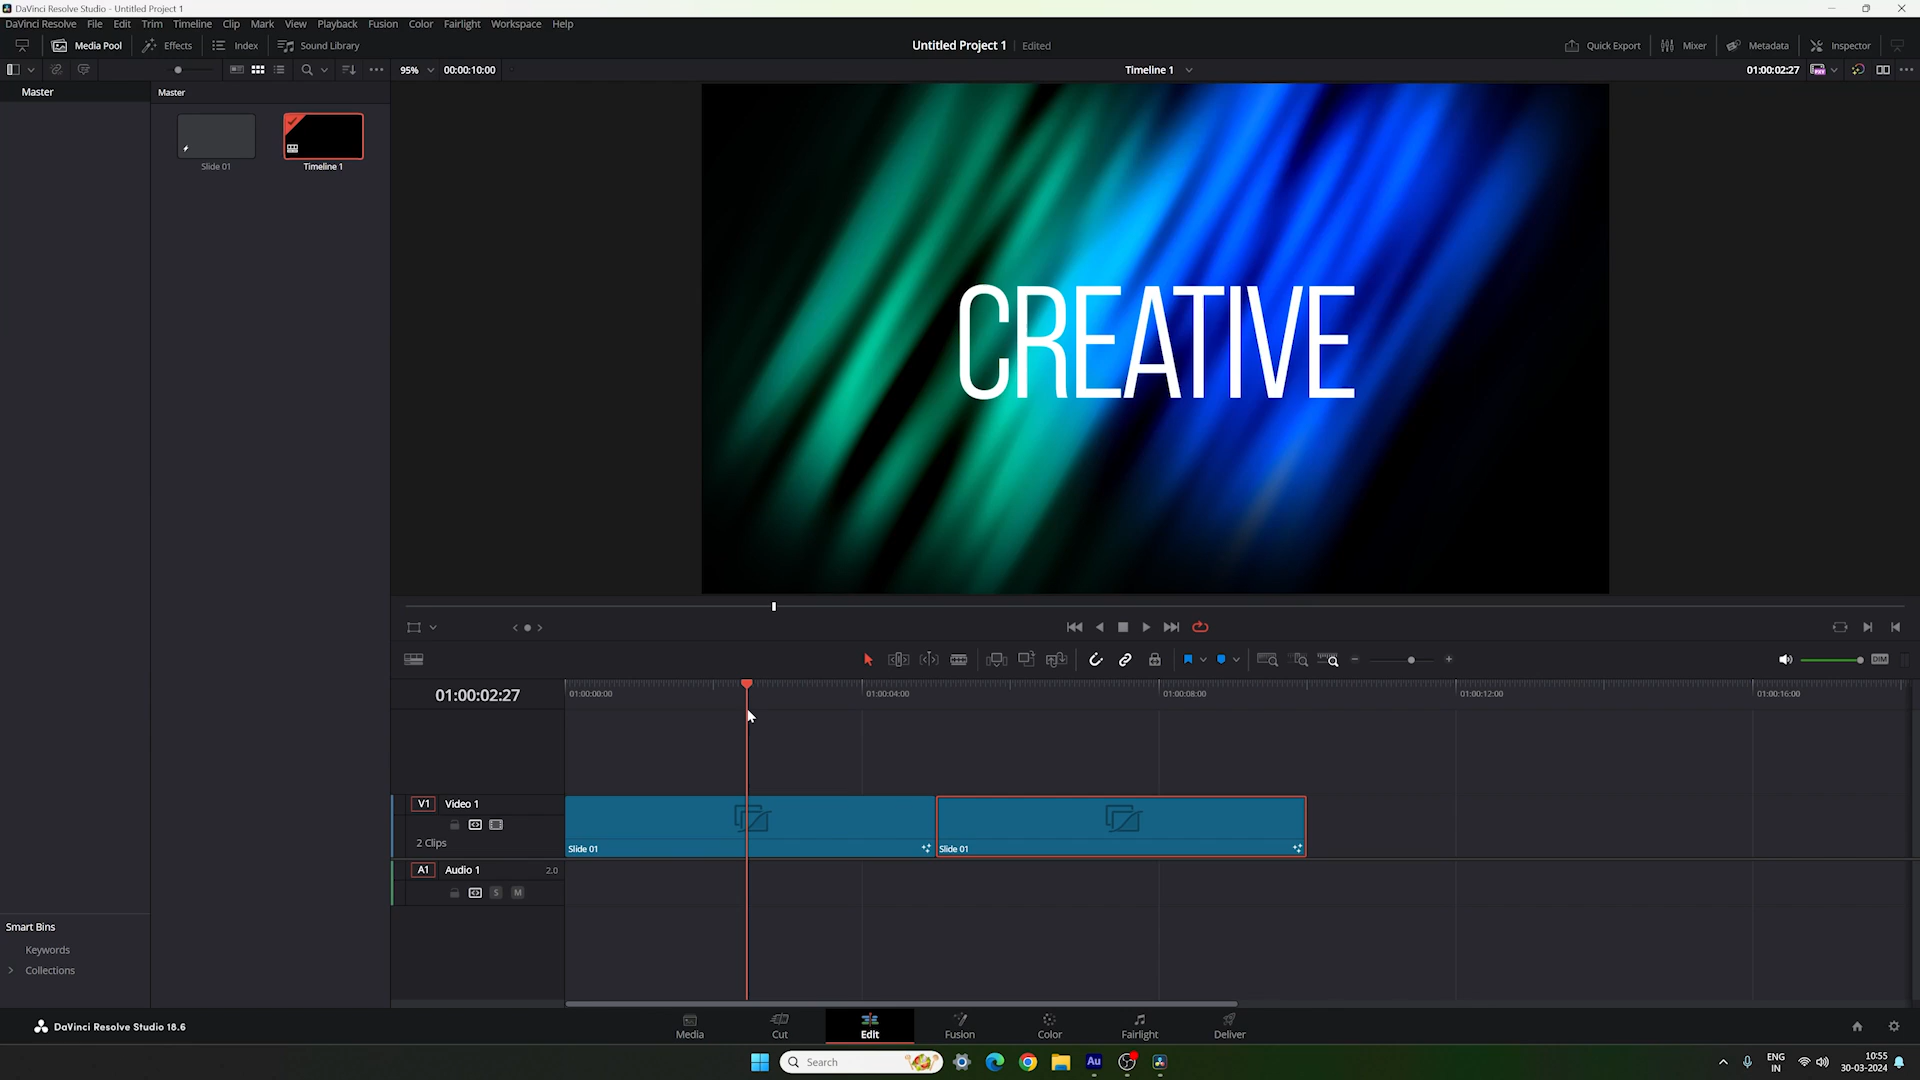 DaVinci Resolve Studio - Untitled Project 1
DaVinci Resolve File Edit Trim Timeline Clip Mark View Playback Fusion Color Fairlight Workspace Help
Media Pool Effects Index Sound Library Untitled Project 1 Edited Quick Export Mixer Metadata Inspector
95% 00:00:10:00 Timeline 1 01:00:02:27
Master Master
Slide 01 Timeline 1
CREATIVE
DIM
01:00:02:27 01:00:00:00 01:00:04:00 01:00:08:00 01:00:12:00 01:00:16:00
V1 Video 1
2 Clips
Slide 01 Slide 01
A1 Audio 1 2.0
S M
Smart Bins
Keywords
Collections
DaVinci Resolve Studio 18.6
Media Cut Edit Fusion Color Fairlight Deliver
Search Au ENG
IN
10:55
30-03-2024